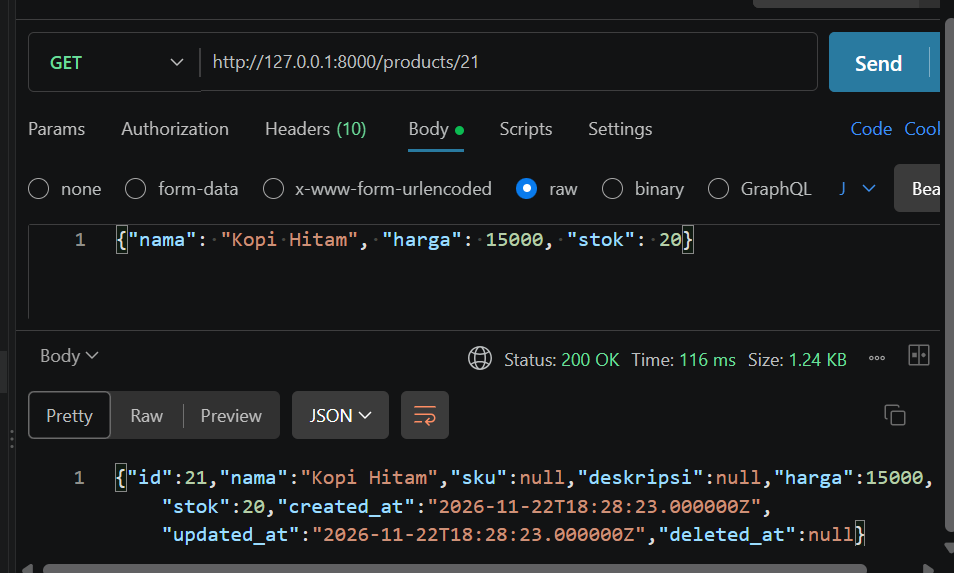 GET http://127.0.0.1:8000/products/21 Send
Params Authorization Headers (10) Body Scripts Settings Code
none form-data x-www-form-urlencoded raw binary GraphQL J
1 {"nama": "Kopi Hitam", "harga": 15000, "stok": 20}
Body Status: 200 OK Time: 116 ms Size: 1.24 KB
Pretty Raw Preview JSON
1 {"id":21,"nama":"Kopi Hitam","sku":null,"deskripsi":null,"harga":15000,
"stok":20,"created_at":"2026-11-22T18:28:23.000000Z",
"updated_at":"2026-11-22T18:28:23.000000Z","deleted_at":null}